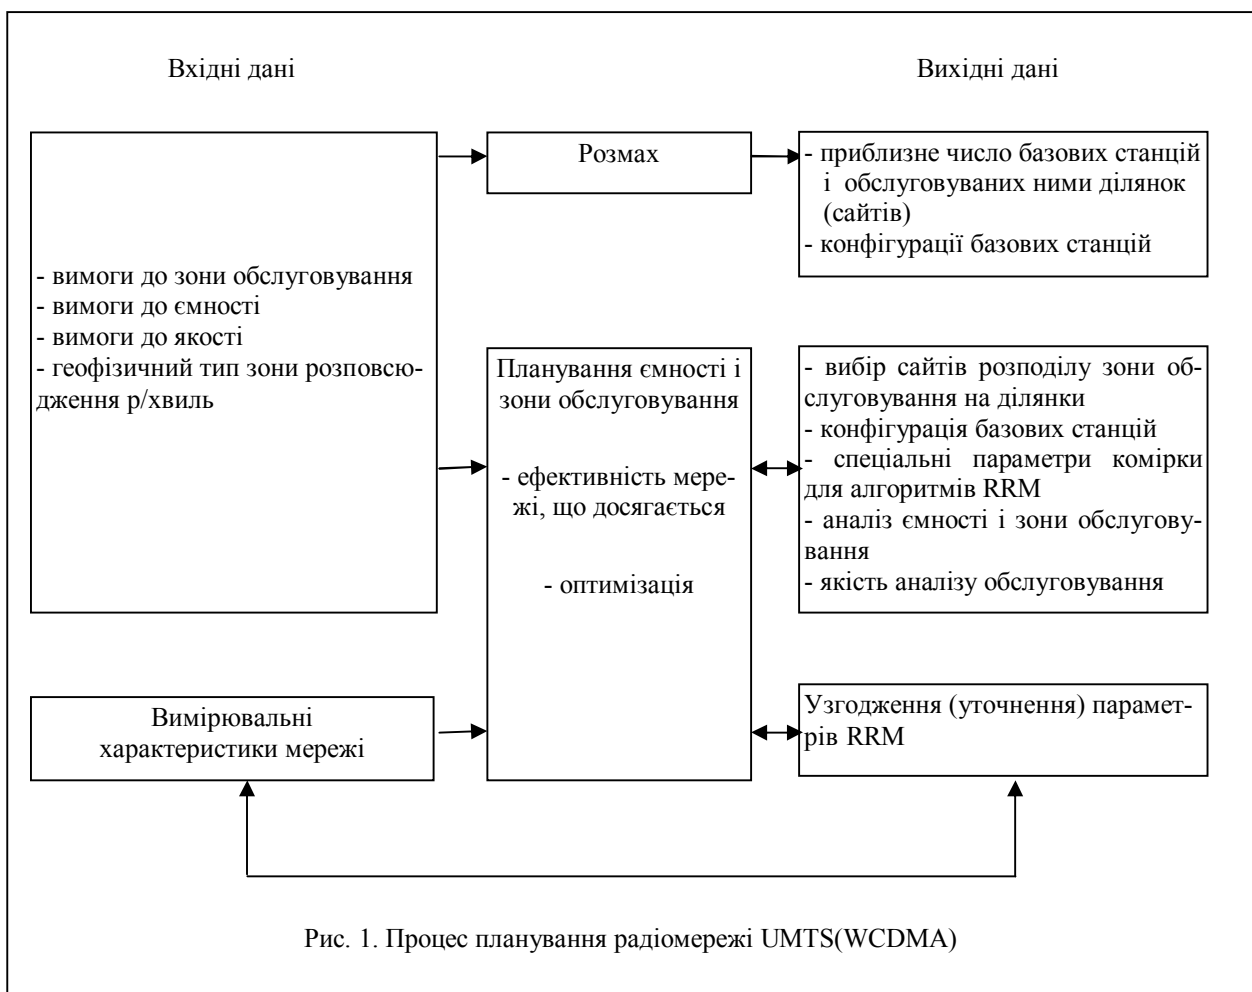 Вхідні дані
Вихідні дані
- вимоги до зони обслуговування
- вимоги до ємності
- вимоги до якості
- геофізичний тип зони розповсю-
дження р/хвиль
Розмах
- приблизне число базових станцій
і обслуговуваних ними ділянок
(сайтів)
- конфігурації базових станцій
Планування ємності і
зони обслуговування
- ефективність мере-
жі, що досягається
- оптимізація
- вибір сайтів розподілу зони об-
слуговування на ділянки
- конфігурація базових станцій
- спеціальні параметри комірки
для алгоритмів RRM
- аналіз ємності і зони обслугову-
вання
- якість аналізу обслуговування
Вимірювальні
характеристики мережі
Узгодження (уточнення) парамет-
рів RRM
Рис. 1. Процес планування радіомережі UMTS(WCDMA)